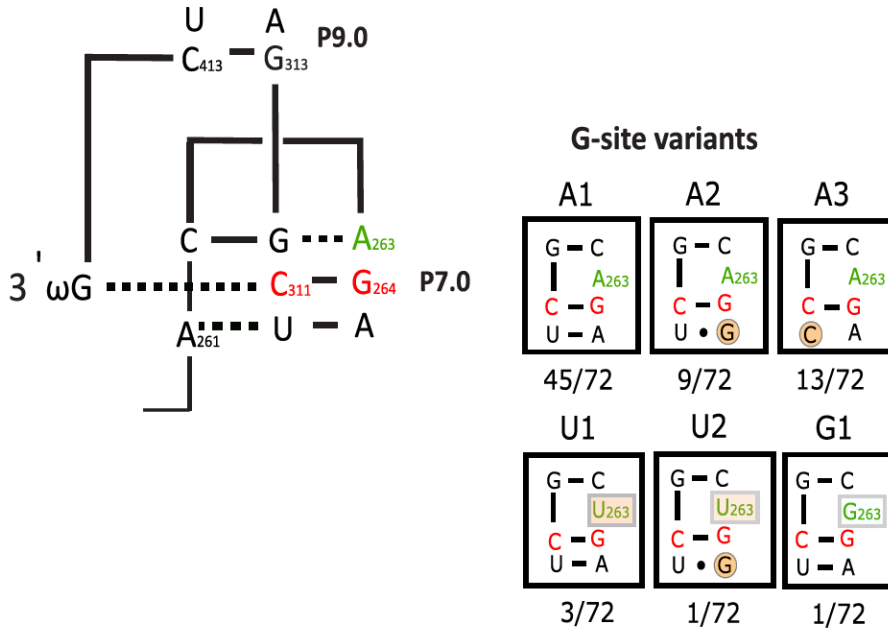 U A
C413 G313 P9.0
C G A263
3 ' ωG C311 G264 P7.0
A261 U A
G-site variants
A1 A2 A3
G C G C G C
A263 A263 A263
C G C G C G
U A U • G C A
45/72 9/72 13/72
U1 U2 G1
G C G C G C
U263 U263 G263
C G C G C G
U A U • G U A
3/72 1/72 1/72